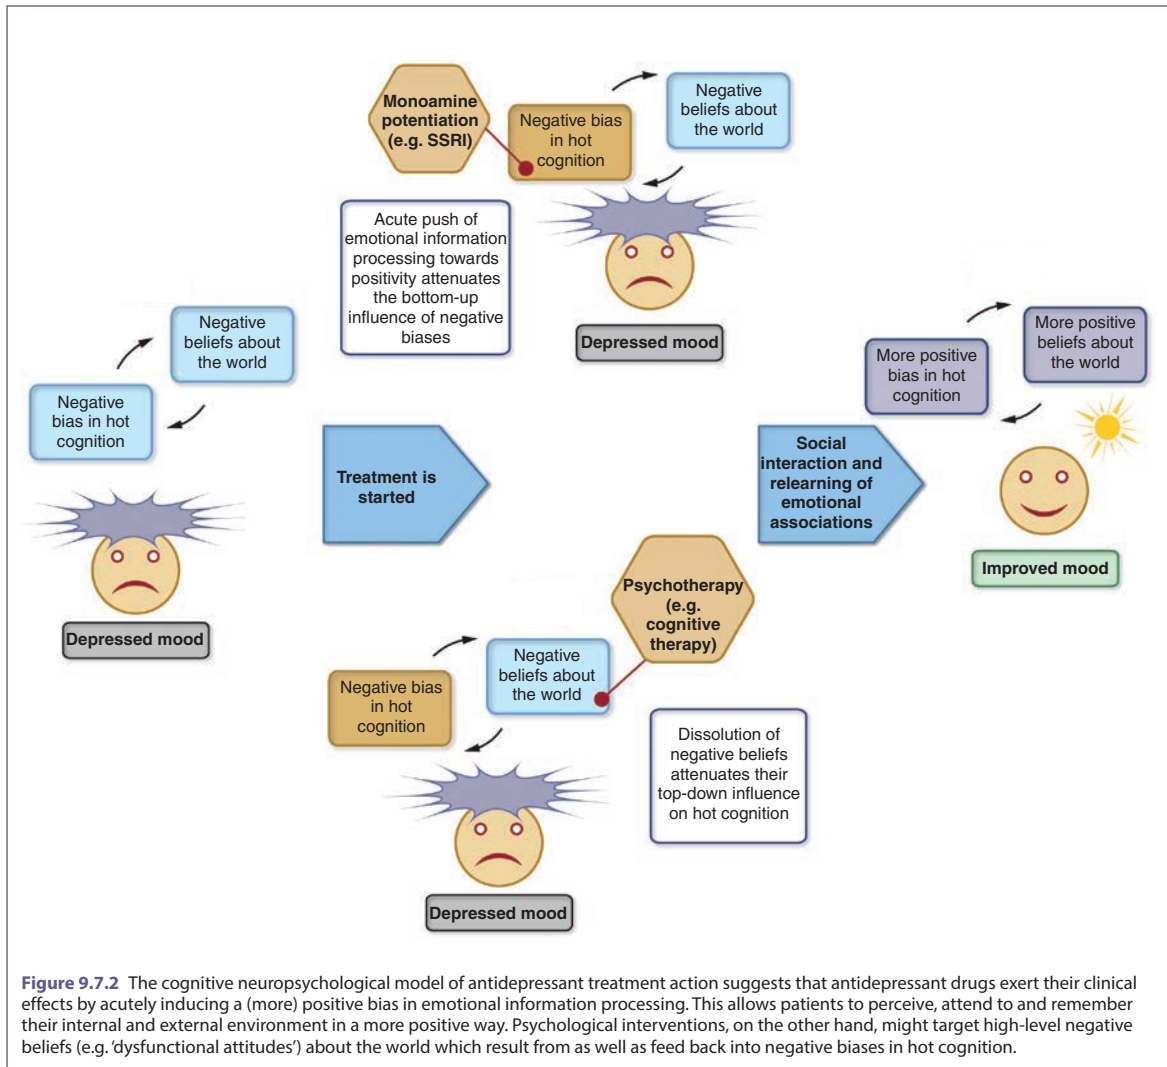 Monoamine
potentiation
(e.g. SSRI)
Negative bias
in hot
cognition
Negative
beliefs about
the world
Acute push of
emotional information
processing towards
positivity attenuates
the bottom-up
influence of negative
biases
Depressed mood
Negative
beliefs about
the world
Negative
bias in hot
cognition
Depressed mood
Treatment is
started
Social
interaction and
relearning of
emotional
associations
More positive
beliefs about
the world
More positive
bias in hot
cognition
Improved mood
Psychotherapy
(e.g.
cognitive
therapy)
Negative
beliefs about
the world
Negative bias
in hot
cognition
Dissolution of
negative beliefs
attenuates their
top-down influence
on hot cognition
Depressed mood
Figure 9.7.2 The cognitive neuropsychological model of antidepressant treatment action suggests that antidepressant drugs exert their clinical
effects by acutely inducing a (more) positive bias in emotional information processing. This allows patients to perceive, attend to and remember
their internal and external environment in a more positive way. Psychological interventions, on the other hand, might target high-level negative
beliefs (e.g. ‘dysfunctional attitudes’) about the world which result from as well as feed back into negative biases in hot cognition.